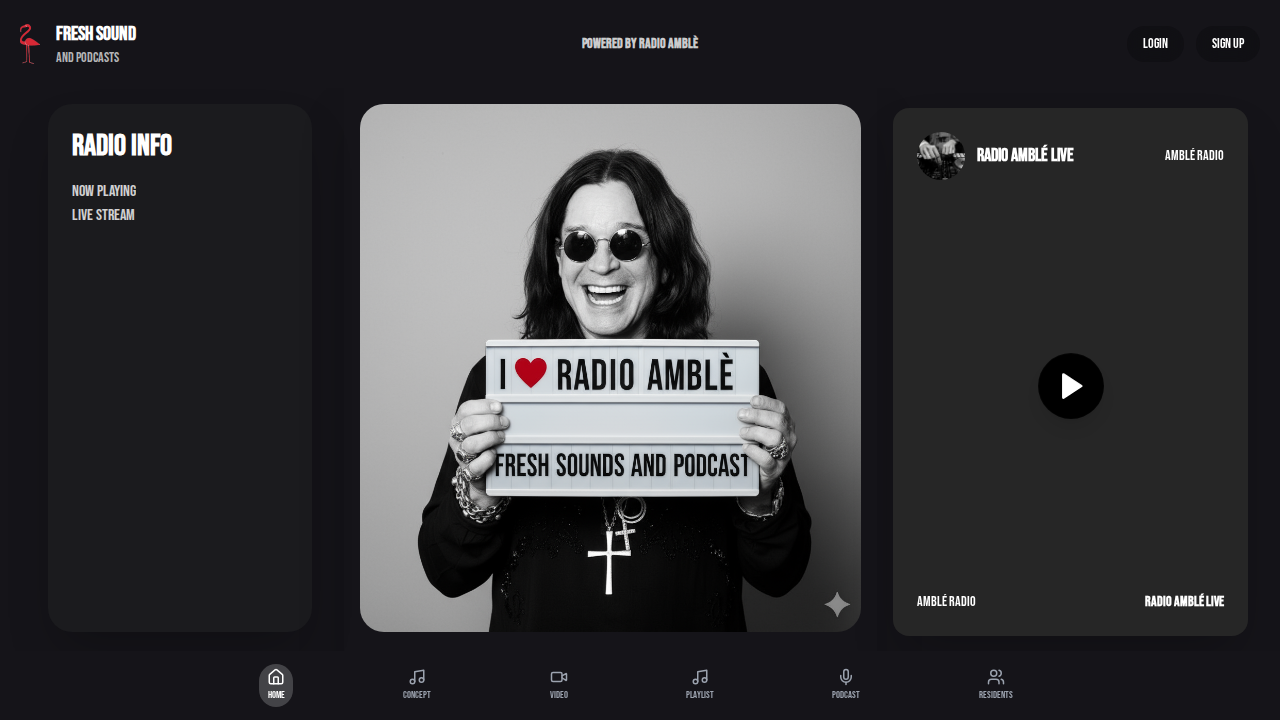 FRESH SOUND
AND PODCASTS
POWERED BY RADIO AMBLÈ
LOGIN
SIGN UP
RADIO INFO
NOW PLAYING
LIVE STREAM
I ❤ RADIO AMBLÈ
FRESH SOUNDS AND PODCAST
RADIO AMBLÉ LIVE
AMBLÉ RADIO
AMBLÉ RADIO
RADIO AMBLÉ LIVE
HOME
CONCEPT
VIDEO
PLAYLIST
PODCAST
RESIDENTS